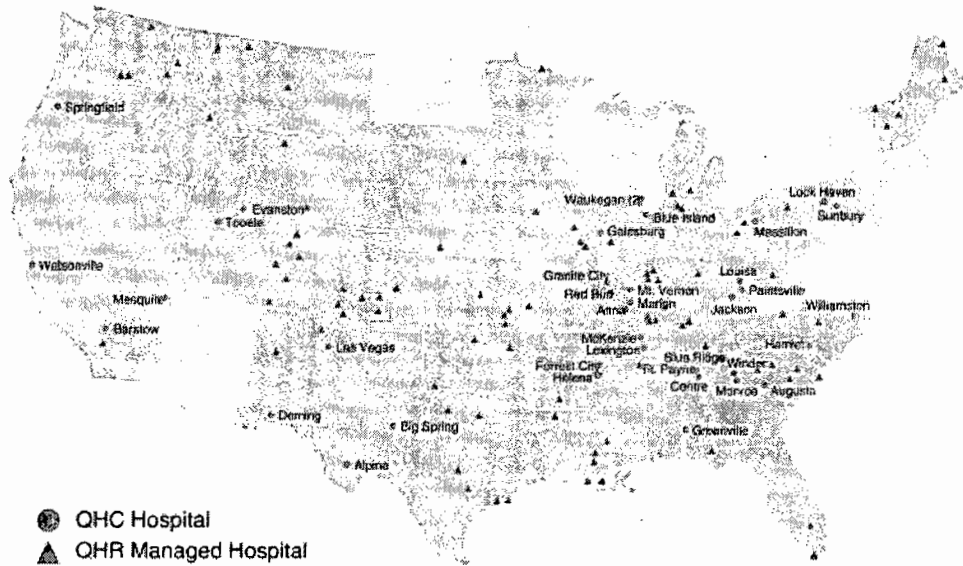 Springfield
Lock Haven
Waukegan (2)
Sunbury
Evanston
Blue Island
Tooele
Galesburg
Massillon
Watsonville
Louisa
Granite City
Mt. Vernon
Paintsville
Red Bud
Mesquite
Marion
Jackson
Williamston
Anna
Barstow
McKenzie
Las Vegas
Lexington
Blue Ridge
Forrest City
Ft. Payne
Winder
Helena
Centre
Monroe
Augusta
Deming
Big Spring
Greenville
Alpine
QHC Hospital
QHR Managed Hospital